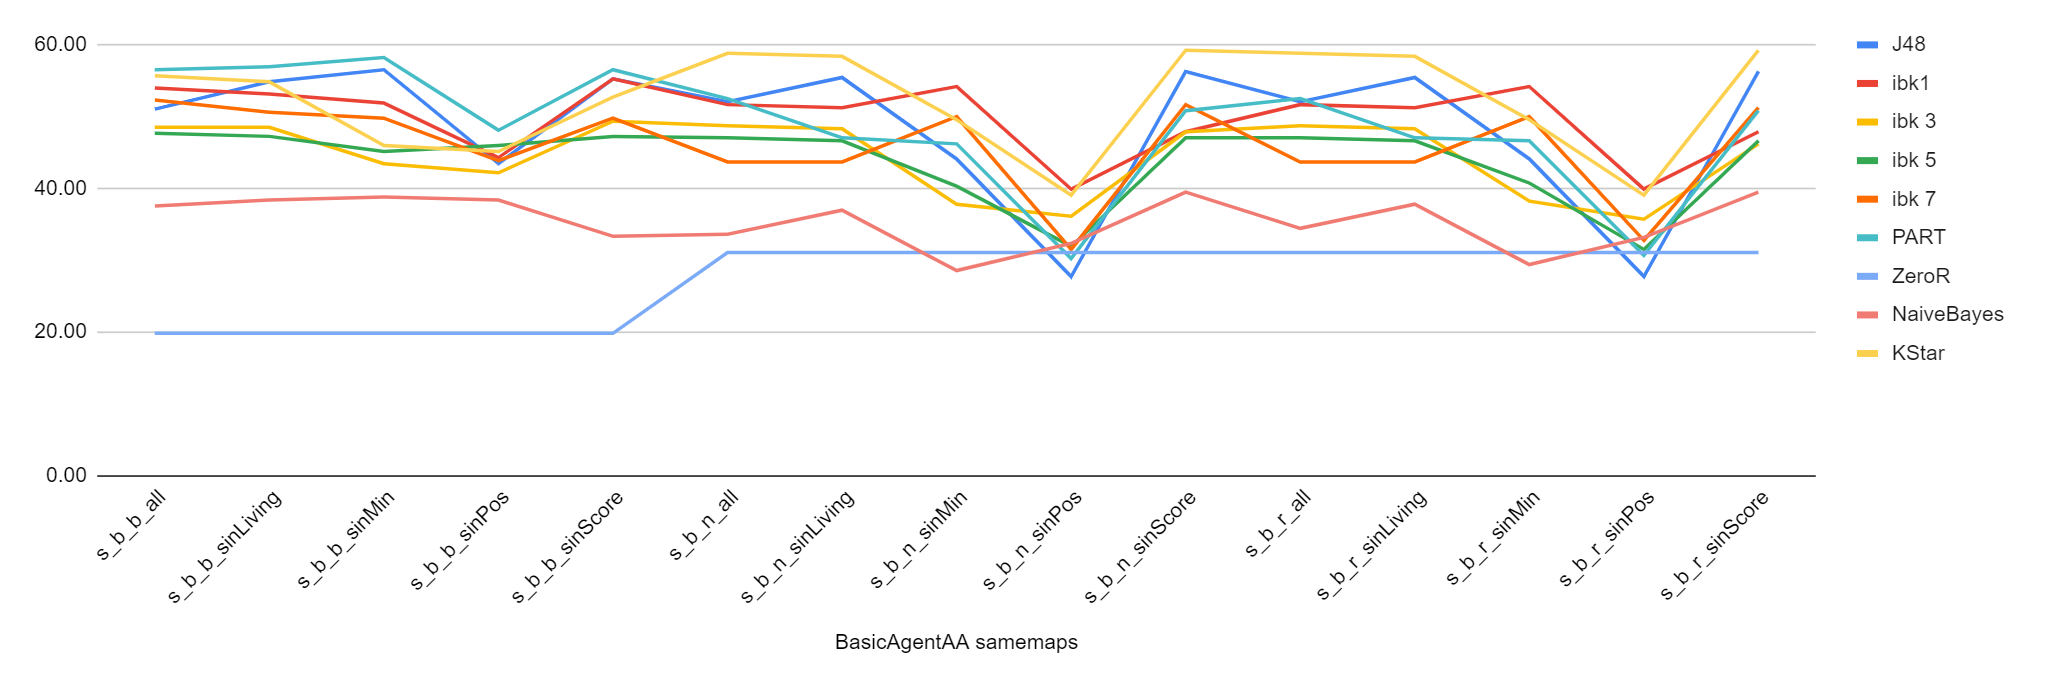 60.00
40.00
20.00
0.00
s_b_b_all
s_b_b_sinLiving
s_b_b_sinMin
s_b_b_sinPos
s_b_b_sinScore
s_b_n_all
s_b_n_sinLiving
s_b_n_sinMin
s_b_n_sinPos
s_b_n_sinScore
s_b_r_all
s_b_r_sinLiving
s_b_r_sinMin
s_b_r_sinPos
s_b_r_sinScore
BasicAgentAA samemaps
J48
ibk1
ibk 3
ibk 5
ibk 7
PART
ZeroR
NaiveBayes
KStar